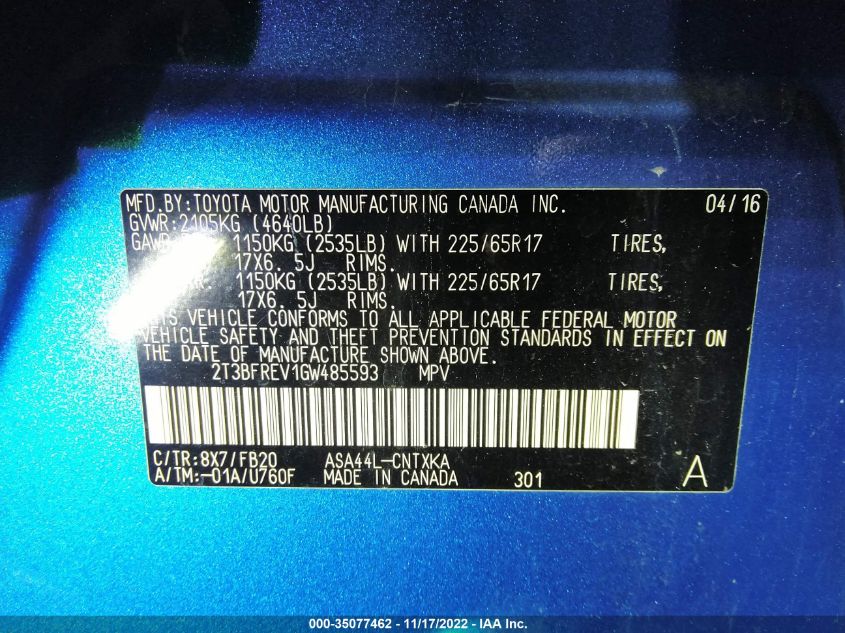 MFD.BY:TOYOTA MOTOR MANUFACTURING CANADA INC. 04/16
GVWR:2105KG (4640LB)
GAWR 1150KG (2535LB) WITH 225/65R17 TIRES,
17X6. 5J RIMS.
1150KG (2535LB) WITH 225/65R17 TIRES,
17X6. 5J RIMS.
VEHICLE CONFORMS TO ALL APPLICABLE FEDERAL MOTOR
VEHICLE SAFETY AND THEFT PREVENTION STANDARDS IN EFFECT ON
THE DATE OF MANUFACTURE SHOWN ABOVE.
2T3BFREV1GW485593 MPV
C/TR:8X7/FB20 ASA44L-CNTXKA
A/TM:-01A/U760F MADE IN CANADA 301 A
000-35077462 - 11/17/2022 - IAA Inc.